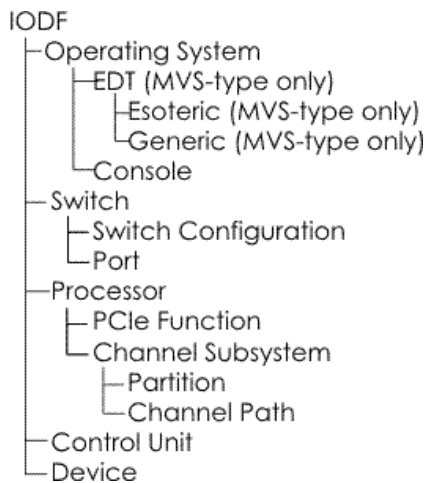 IODF
Operating System
EDT (MVS-type only)
Esoteric (MVS-type only)
Generic (MVS-type only)
Console
Switch
Switch Configuration
Port
Processor
PCIe Function
Channel Subsystem
Partition
Channel Path
Control Unit
Device